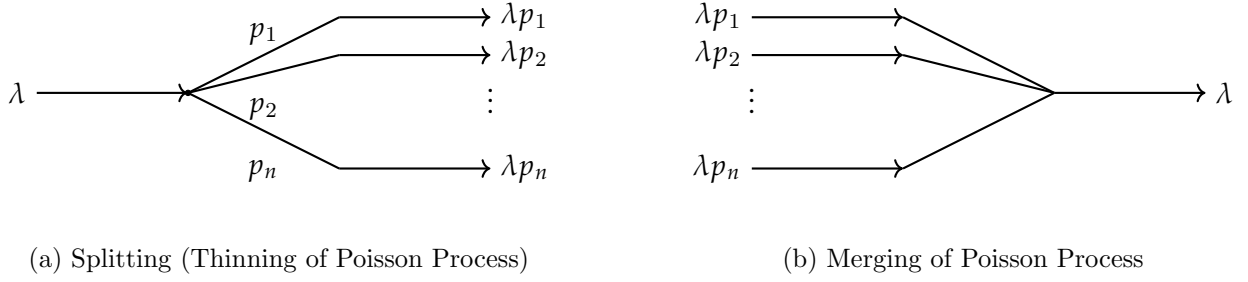 λ
p₁
p₂
pₙ
λp₁
λp₂
⋮
λpₙ
(a) Splitting (Thinning of Poisson Process)
λp₁
λp₂
⋮
λpₙ
λ
(b) Merging of Poisson Process